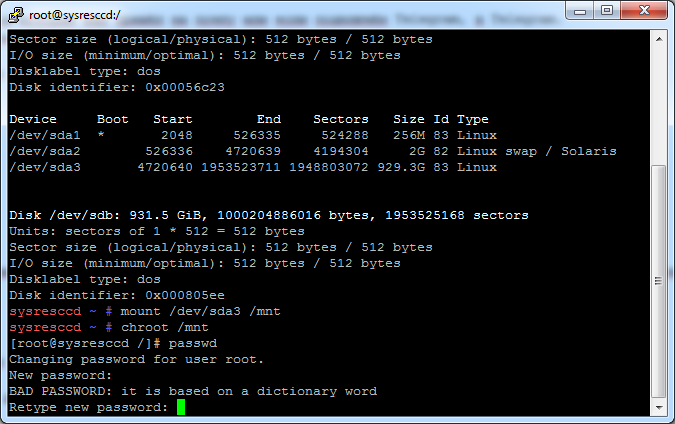 root@sysresccd:/
Sector size (logical/physical): 512 bytes / 512 bytes
I/O size (minimum/optimal): 512 bytes / 512 bytes
Disklabel type: dos
Disk identifier: 0x00056c23
Device     Boot   Start        End    Sectors   Size Id Type
/dev/sda1  *       2048     526335     524288   256M 83 Linux
/dev/sda2        526336    4720639    4194304     2G 82 Linux swap / Solaris
/dev/sda3       4720640 1953523711 1948803072 929.3G 83 Linux
Disk /dev/sdb: 931.5 GiB, 1000204886016 bytes, 1953525168 sectors
Units: sectors of 1 * 512 = 512 bytes
Sector size (logical/physical): 512 bytes / 512 bytes
I/O size (minimum/optimal): 512 bytes / 512 bytes
Disklabel type: dos
Disk identifier: 0x000805ee
sysresccd ~ # mount /dev/sda3 /mnt
sysresccd ~ # chroot /mnt
[root@sysresccd /]# passwd
Changing password for user root.
New password:
BAD PASSWORD: it is based on a dictionary word
Retype new password: